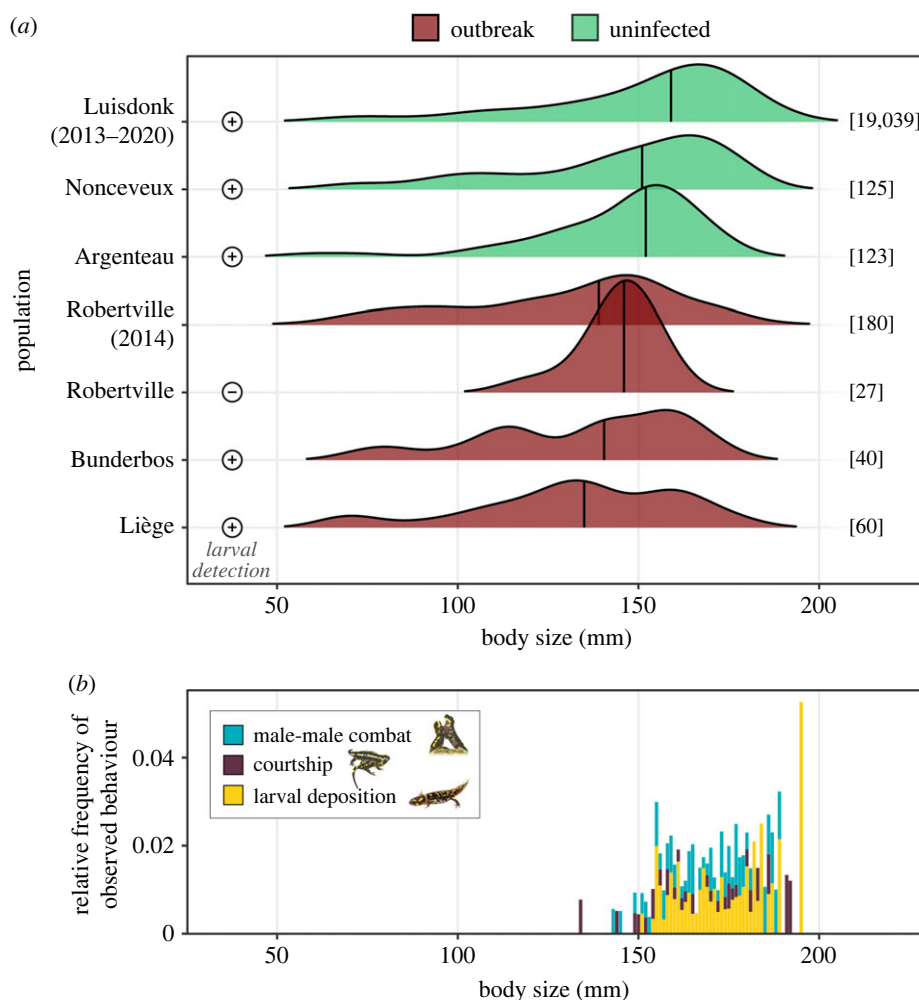 (a)
outbreak uninfected
Luisdonk
(2013–2020)
+
[19,039]
Nonceveux
+
[125]
Argenteau
+
[123]
Robertville
(2014)
[180]
Robertville
−
[27]
Bunderbos
+
[40]
Liège
+
[60]
larval
detection
population
50 100 150 200
body size (mm)
(b)
male-male combat
courtship
larval deposition
0.04
0.02
0
relative frequency of
observed behaviour
50 100 150 200
body size (mm)